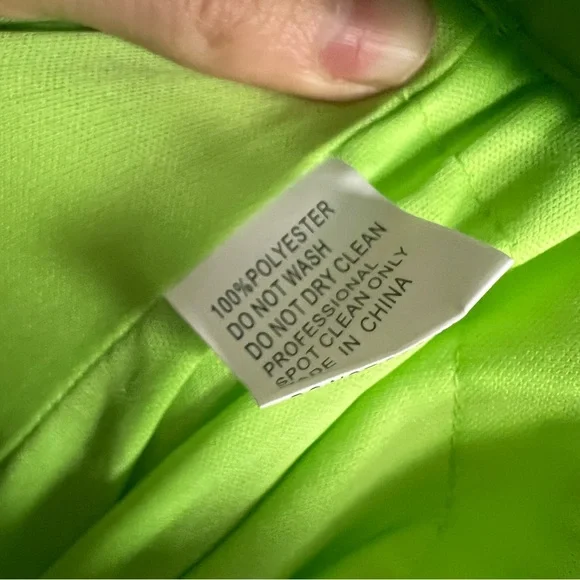 100%POLYESTER
DO NOT WASH
DO NOT DRY CLEAN
PROFESSIONAL
SPOT CLEAN ONLY
IN CHINA